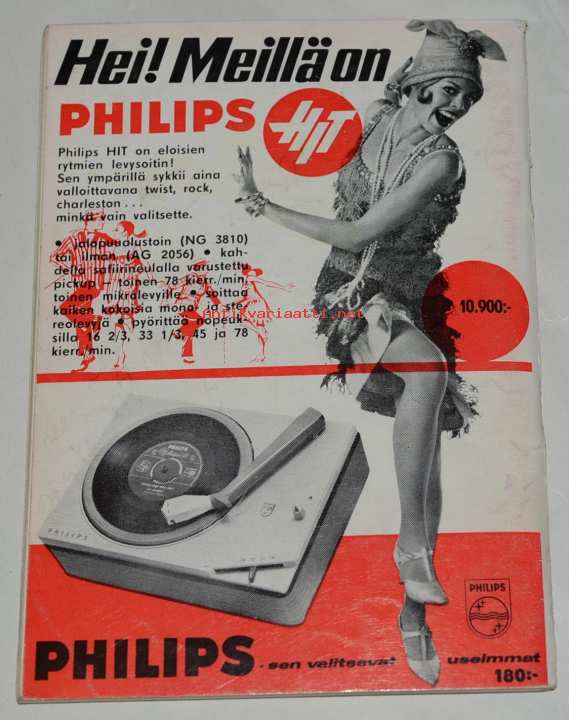 Hei! Meillä on
PHILIPS HIT
Philips HIT on eloisien
rytmien levysoitin!
Sen ympärillä sykkii aina
valloittavana twist, rock,
charleston...
minkä vain valitsette.
• jalopuualustoin (NG 3810)
tai ilman (AG 2056) • kah-
della safiirineulalla varustettu
pickup toinen 78 kierr./min,
toinen mikrolevyille • soittaa
kaiken kokoisia mono- ja ste-
reolevyjä • pyörittää nopeuk-
silla 16 2/3, 33 1/3, 45 ja 78
kierr./min.
antikvariaatti.net
10.900:-
PHILIPS
PHILIPS
PHILIPS
PHILIPS - sen valitsevat useimmat
180:-